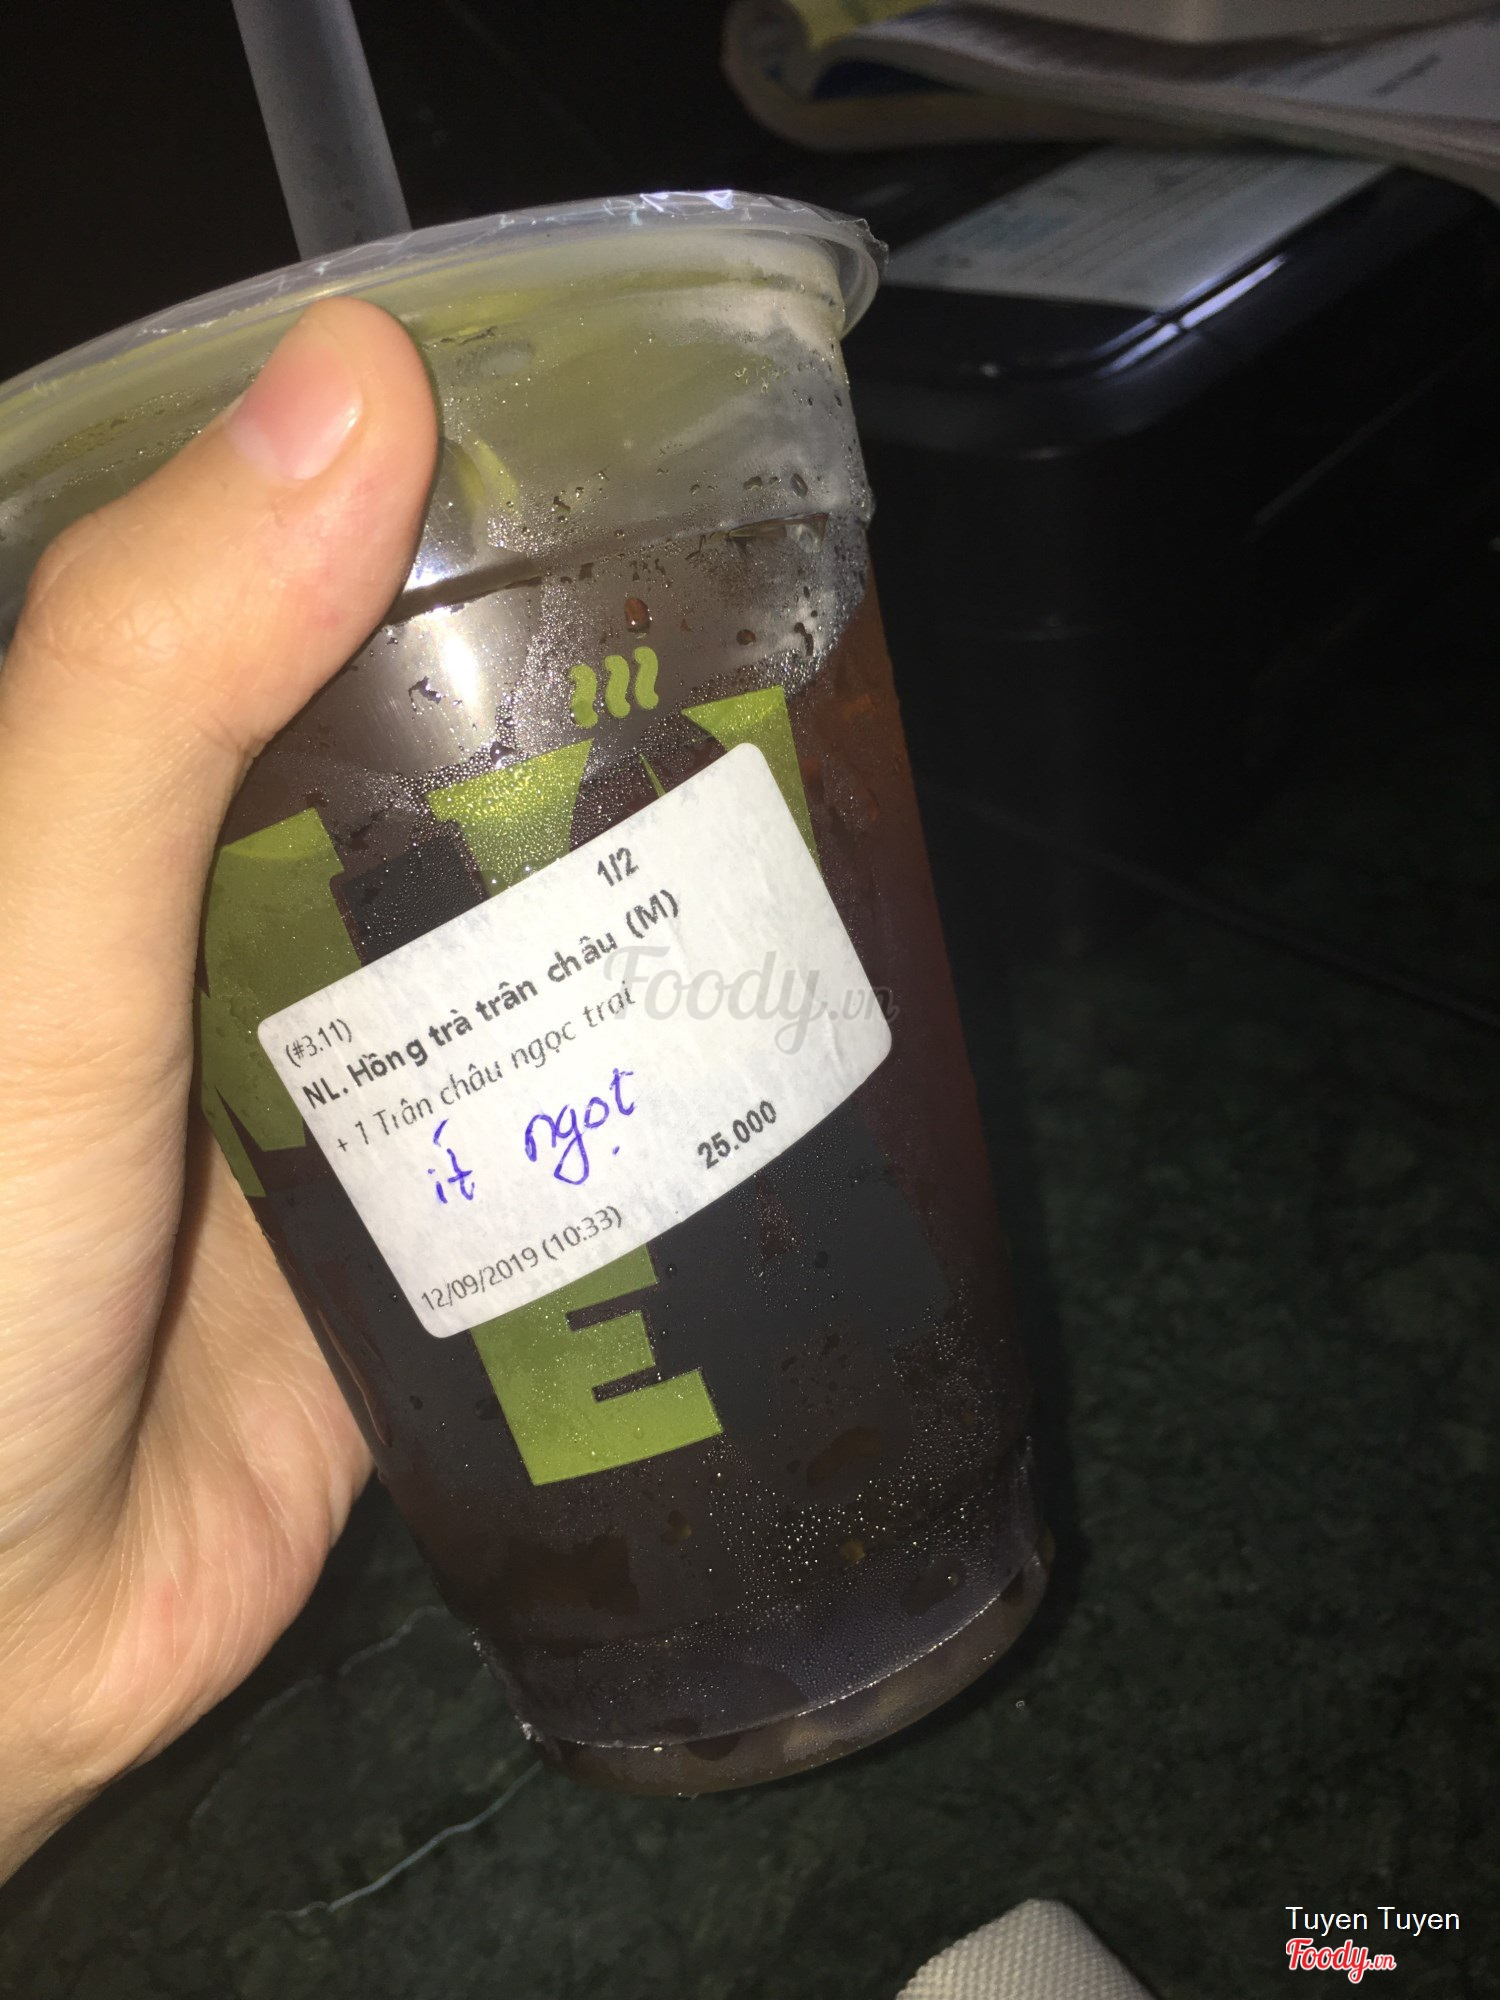 1/2
(#3.11)
NL. Hồng trà trân châu (M)
+ 1 Trân châu ngọc trai
ít ngọt
25.000
12/09/2019 (10:33)
E
Foody.vn
Tuyen Tuyen
Foody.vn